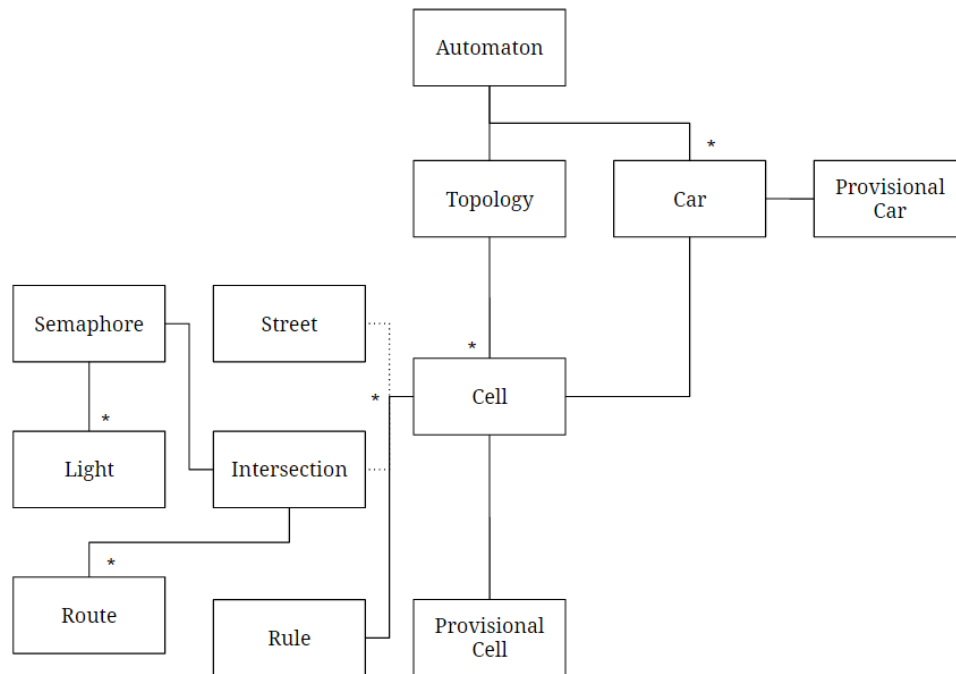 Automaton
*
Topology
Car
Provisional
Car
Semaphore
Street
*
Cell
*
*
Light
Intersection
*
Route
Rule
Provisional
Cell